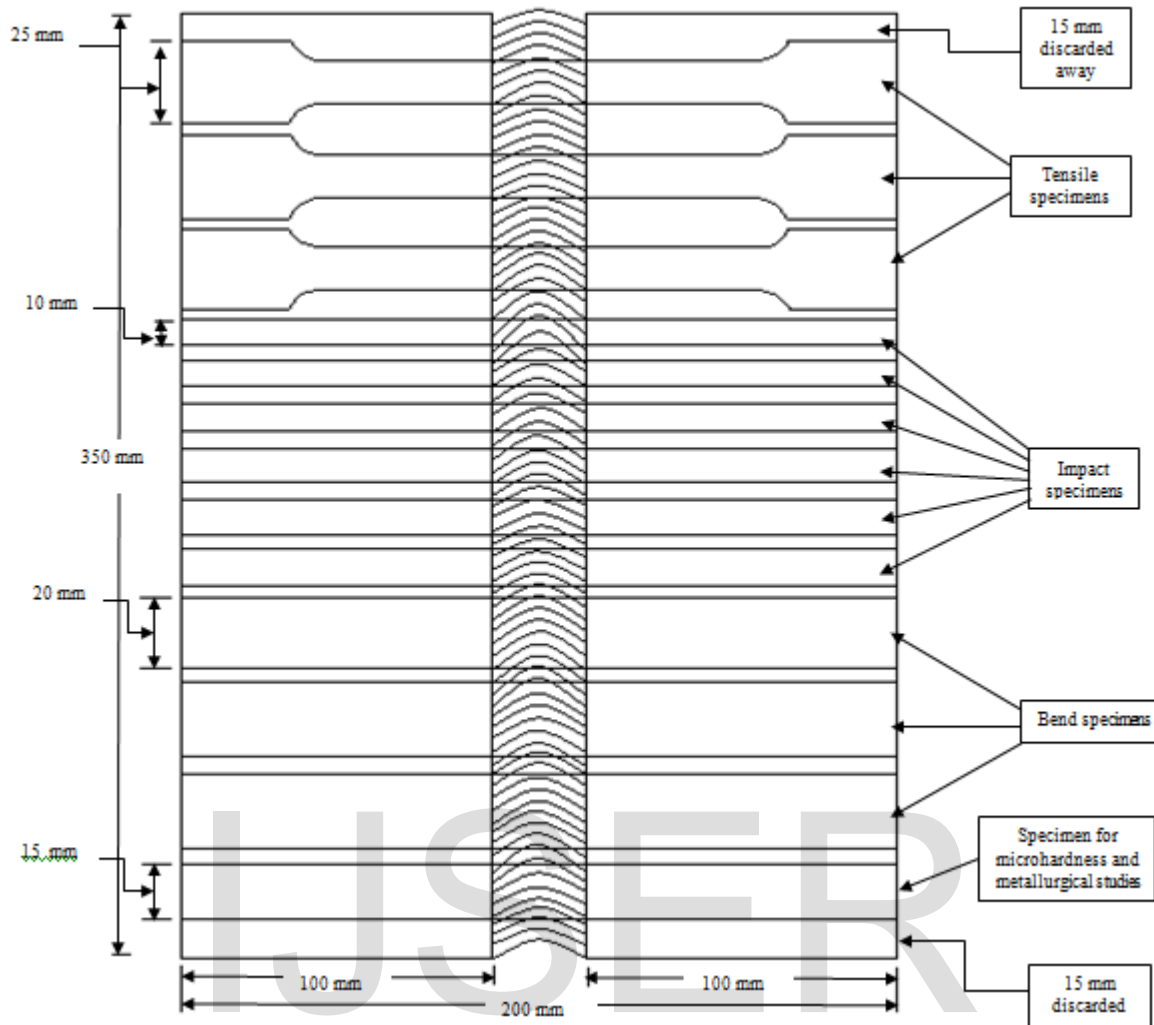 25 mm
15 mm
discarded
away
Tensile
specimens
10 mm
350 mm
Impact
specimens
20 mm
Bend specimens
15 mm
Specimen for
microhardness and
metallurgical studies
IJSER
100 mm
100 mm
200 mm
15 mm
discarded